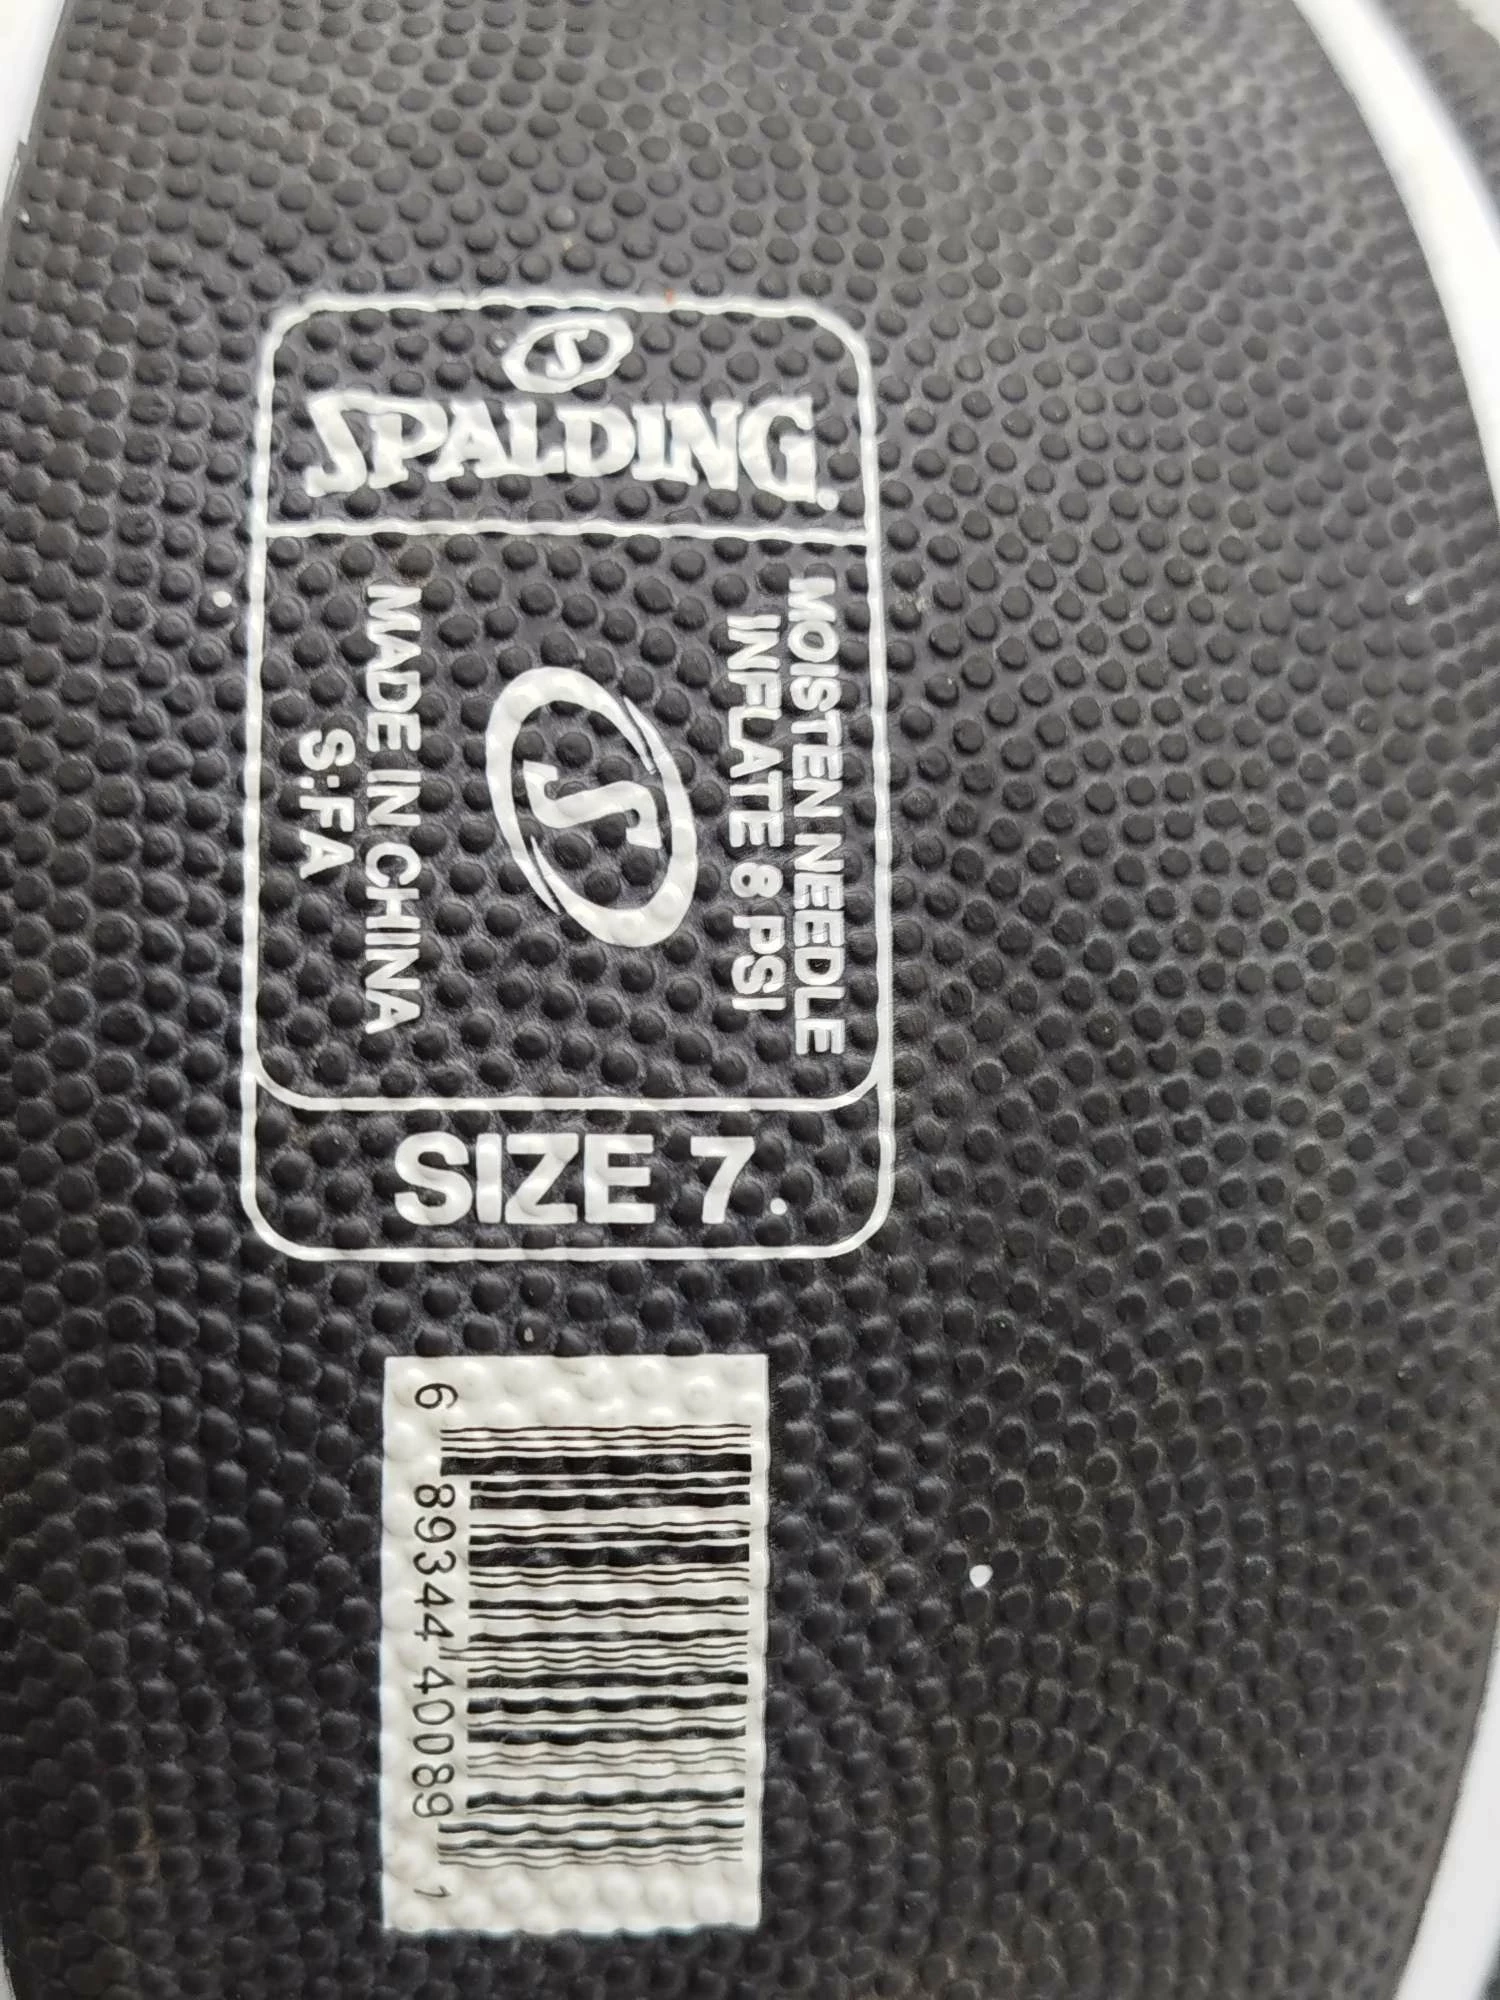 S
SPALDING.
MOISTEN NEEDLE
INFLATE 8 PSI
S
MADE IN CHINA
S:FA
SIZE 7.
6 89344 40089 1